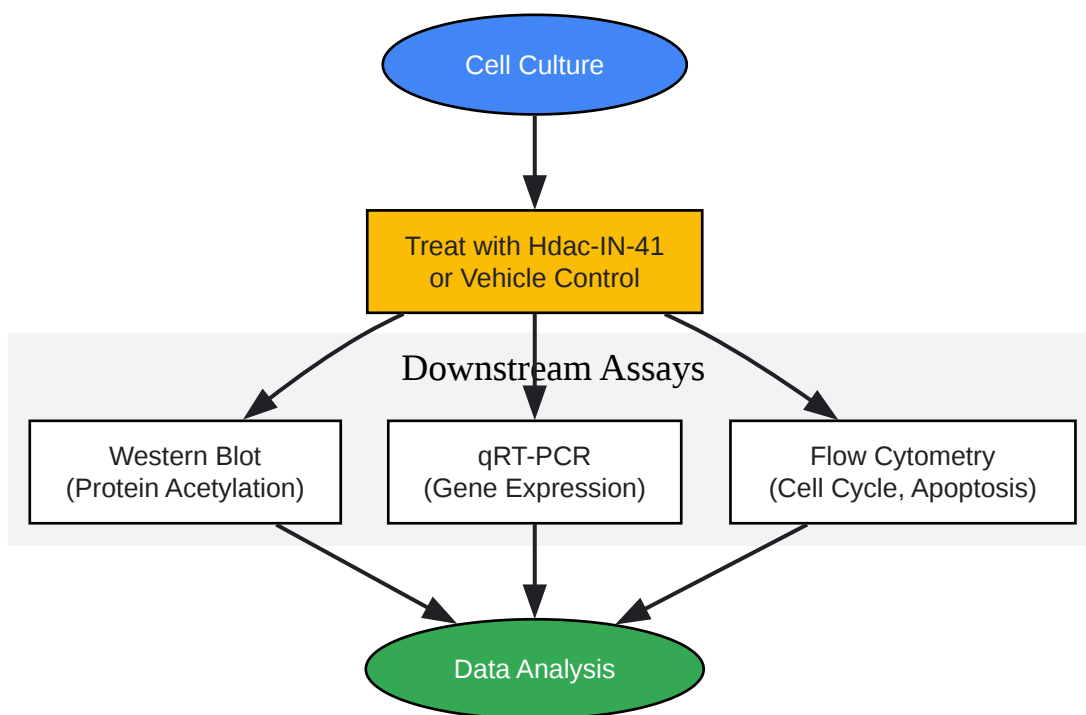 Cell Culture
Treat with Hdac-IN-41
or Vehicle Control
Downstream Assays
Western Blot
(Protein Acetylation)
qRT-PCR
(Gene Expression)
Flow Cytometry
(Cell Cycle, Apoptosis)
Data Analysis